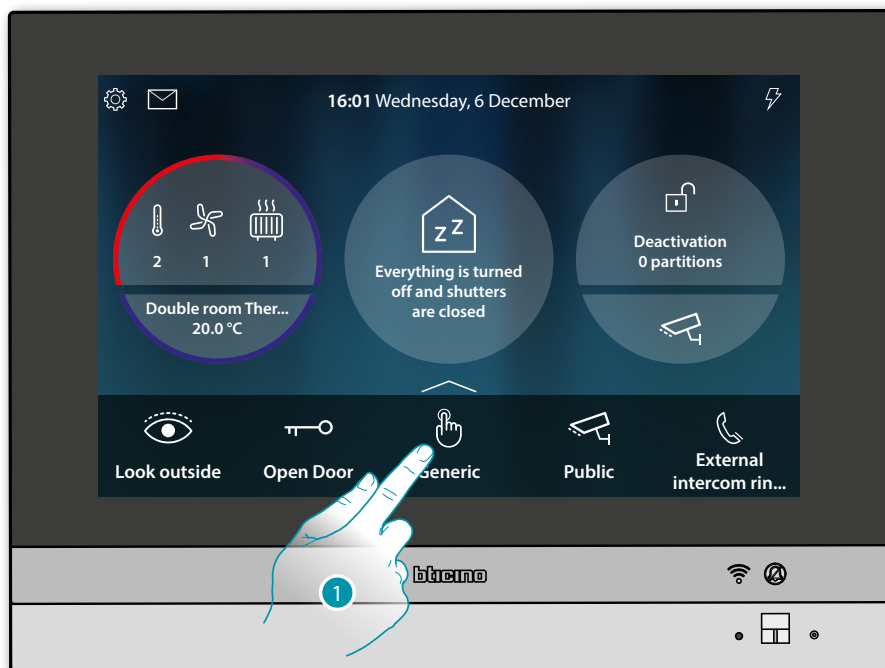 16:01 Wednesday, 6 December
2 1 1
Double room Ther...
20.0 °C
Everything is turned
off and shutters
are closed
Deactivation
0 partitions
z Z
Look outside
Open Door
Generic
Public
External
intercom rin...
1
bticino